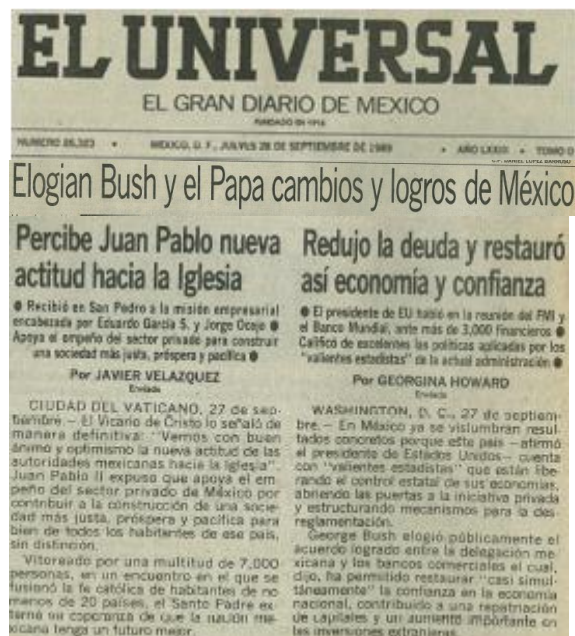 EL UNIVERSAL
EL GRAN DIARIO DE MEXICO
FUNDADO EN 1916
MEXICO, D. F., JUEVES 28 DE SEPTIEMBRE DE 1989
AÑO LXXIII
TOMO
Elogian Bush y el Papa cambios y logros de México
Percibe Juan Pablo nueva
actitud hacia la Iglesia
● Recibió en San Pedro a la misión empresarial
encabezada por Eduardo García S. y Jorge Ocejo ●
Apoya el empeño del sector privado para construir
una sociedad más justa, próspera y pacífica ●
Por JAVIER VELAZQUEZ
Enviado
CIUDAD DEL VATICANO, 27 de sep-
tiembre.— El Vicario de Cristo lo señaló de
manera definitiva: "Vemos con buen
ánimo y optimismo la nueva actitud de las
autoridades mexicanas hacia la Iglesia".
Juan Pablo II expuso que apoya el em-
peño del sector privado de México por
contribuir a la construcción de una socie-
dad más justa, próspera y pacífica para
bien de todos los habitantes de ese país,
sin distinción.
Vitoreado por una multitud de 7,000
personas, en un encuentro en el que se
fusionó la fe católica de habitantes de no
menos de 20 países, el Santo Padre ex-
ternó su esperanza de que la nación me-
xicana tenga un futuro mejor.
Redujo la deuda y restauró
así economía y confianza
● El presidente de EU habló en la reunión del FMI y
el Banco Mundial, ante más de 3,000 financieros ●
Calificó de excelentes las políticas aplicadas por los
"valientes estadistas" de la actual administración ●
Por GEORGINA HOWARD
Enviada
WASHINGTON, D. C., 27 de septiem-
bre.— En México ya se vislumbran resul-
tados concretos porque este país —afirmó
el presidente de Estados Unidos— cuenta
con "valientes estadistas" que están libe-
rando el control estatal de sus economías,
abriendo las puertas a la iniciativa privada
y estructurando mecanismos para la des-
reglamentación.
George Bush elogió públicamente el
acuerdo logrado entre la delegación me-
xicana y los bancos comerciales el cual,
dijo, ha permitido restaurar "casi simul-
táneamente" la confianza en la economía
nacional, contribuido a una repatriación
de capitales y un aumento importante en
las inversiones extranjeras.